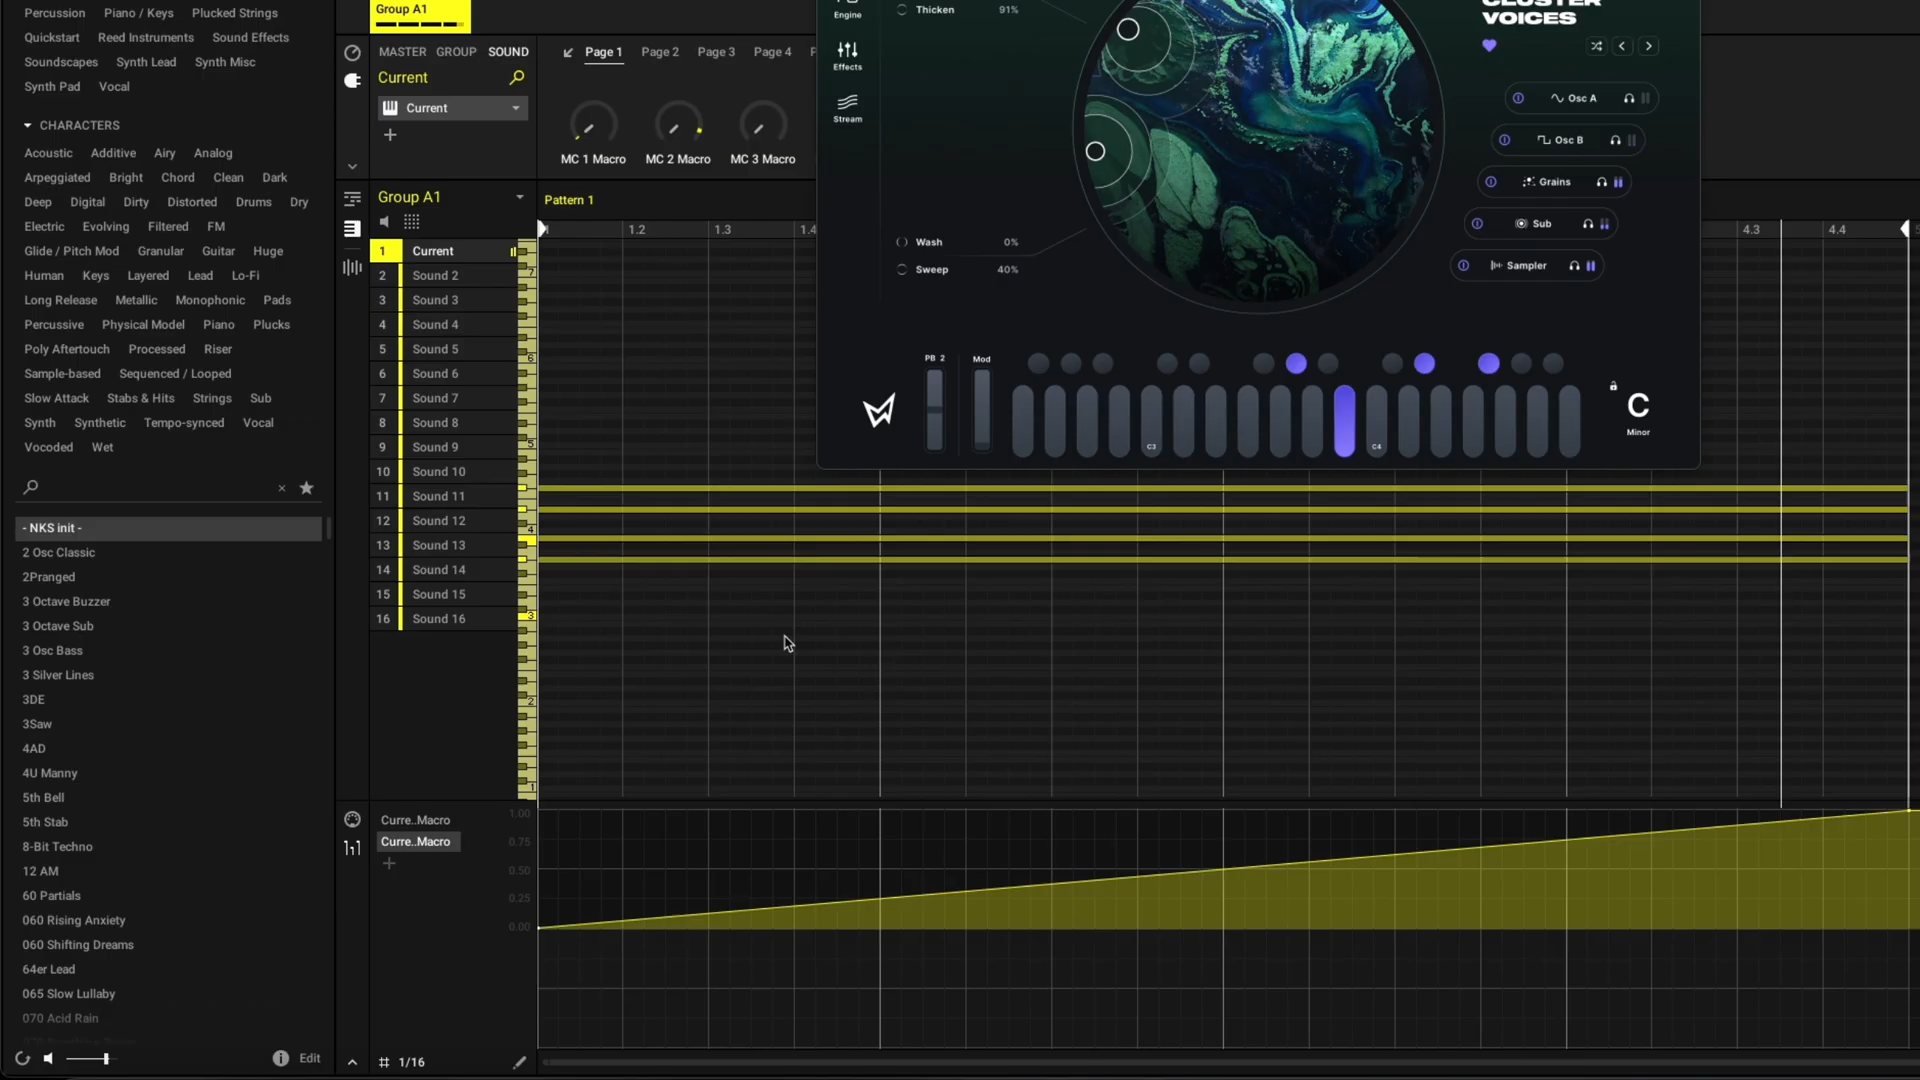 Percussion Piano / Keys Plucked Strings
Quickstart Reed Instruments Sound Effects
Soundscapes Synth Lead Synth Misc
Synth Pad Vocal
CHARACTERS
Acoustic Additive Airy Analog
Arpeggiated Bright Chord Clean Dark
Deep Digital Dirty Distorted Drums Dry
Electric Evolving Filtered FM
Glide / Pitch Mod Granular Guitar Huge
Human Keys Layered Lead Lo-Fi
Long Release Metallic Monophonic Pads
Percussive Physical Model Piano Plucks
Poly Aftertouch Processed Riser
Sample-based Sequenced / Looped
Slow Attack Stabs & Hits Strings Sub
Synth Synthetic Tempo-synced Vocal
Vocoded Wet
- NKS init -
2 Osc Classic
2Pranged
3 Octave Buzzer
3 Octave Sub
3 Osc Bass
3 Silver Lines
3DE
3Saw
4AD
4U Manny
5th Bell
5th Stab
8-Bit Techno
12 AM
60 Partials
060 Rising Anxiety
060 Shifting Dreams
64er Lead
065 Slow Lullaby
070 Acid Rain
Edit
Group A1
MASTER GROUP SOUND
Current
Current
Page 1 Page 2 Page 3 Page 4
MC 1 Macro MC 2 Macro MC 3 Macro
Group A1
Pattern 1
1.2 1.3 1.4 4.3 4.4
1 Current
2 Sound 2
3 Sound 3
4 Sound 4
5 Sound 5
6 Sound 6
7 Sound 7
8 Sound 8
9 Sound 9
10 Sound 10
11 Sound 11
12 Sound 12
13 Sound 13
14 Sound 14
15 Sound 15
16 Sound 16
7
6
5
4
3
2
1
Curre..Macro
Curre..Macro
1.00
0.75
0.50
0.25
0.00
1/16
Engine
Effects
Stream
Thicken 91%
Wash 0%
Sweep 40%
CLUSTER
VOICES
Osc A
Osc B
Grains
Sub
Sampler
PB 2 Mod
C3 C4
C
Minor